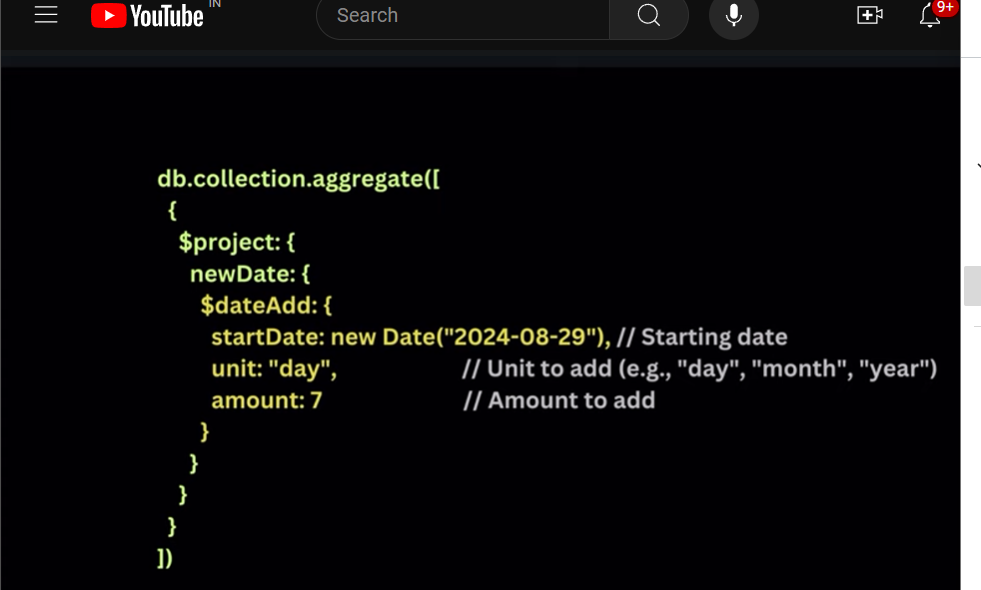 YouTube IN
Search
9+
db.collection.aggregate([
{
$project: {
newDate: {
$dateAdd: {
startDate: new Date("2024-08-29"), // Starting date
unit: "day", // Unit to add (e.g., "day", "month", "year")
amount: 7 // Amount to add
}
}
}
}
])